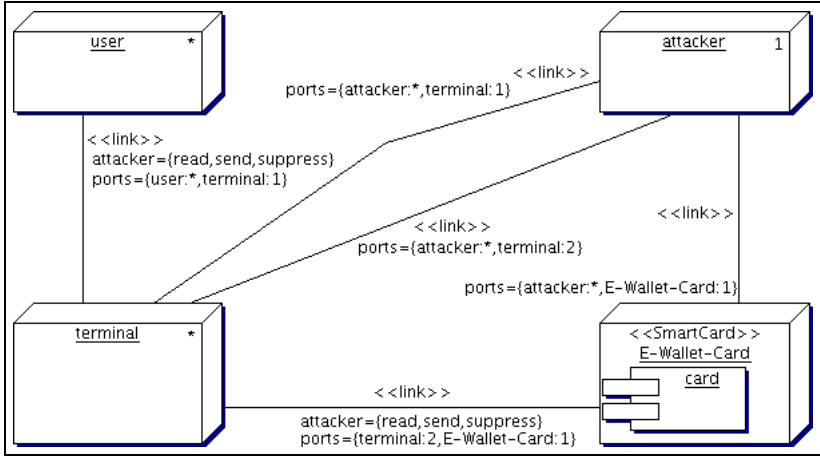 user *
attacker 1
<<link>>
ports={attacker:*,terminal:1}
<<link>>
attacker={read,send,suppress}
ports={user:*,terminal:1}
<<link>>
<<link>>
ports={attacker:*,terminal:2}
ports={attacker:*,E-Wallet-Card:1}
terminal *
<<SmartCard>>
E-Wallet-Card
card
<<link>>
attacker={read,send,suppress}
ports={terminal:2,E-Wallet-Card:1}